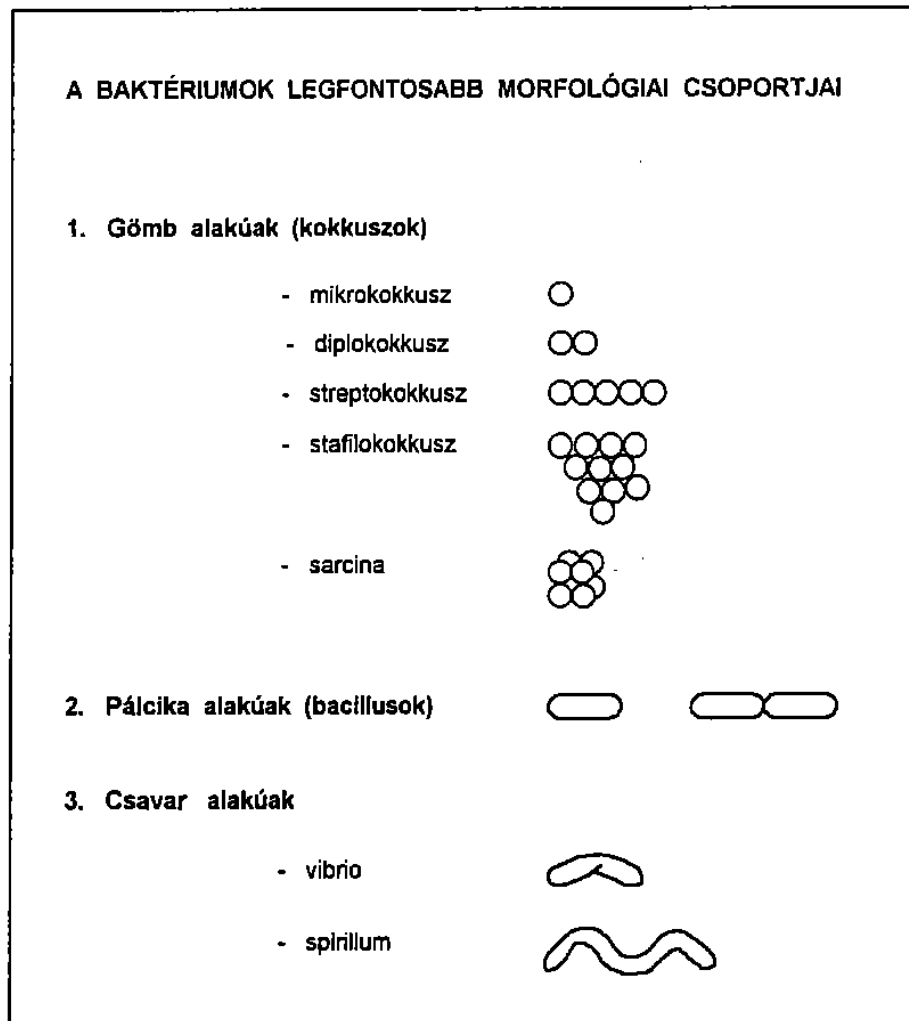 A BAKTÉRIUMOK LEGFONTOSABB MORFOLÓGIAI CSOPORTJAI
1. Gömb alakúak (kokkuszok)
- mikrokokkusz
- diplokokkusz
- streptokokkusz
- stafilokokkusz
- sarcina
2. Pálcika alakúak (bacillusok)
3. Csavar alakúak
- vibrio
- spirillum